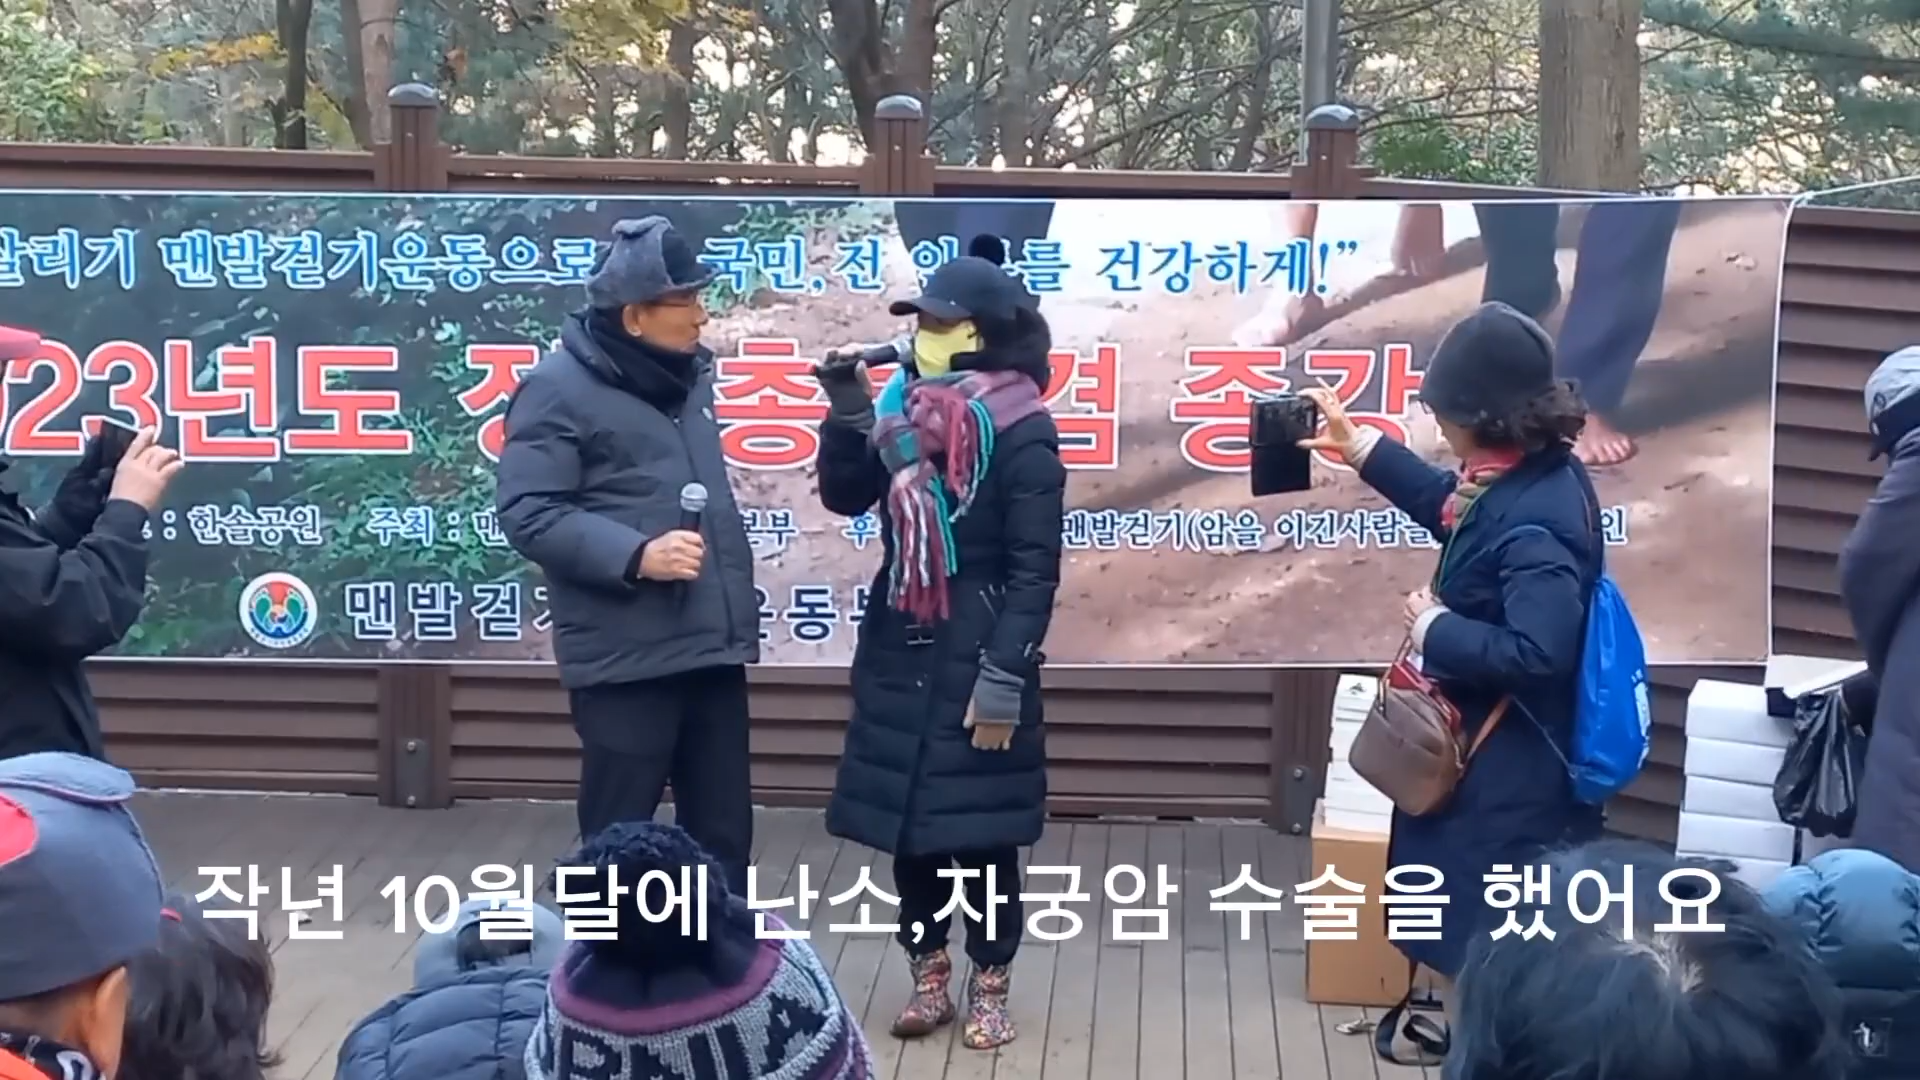 살리기 맨발걷기운동으로 국민, 전 를 건강하게!”
023년도 총 겸 종강
: 한솔공원 주최 : 맨 본부 후 맨발걷기(암을 이긴사람들 인
맨발걷기 운동본
작년 10월달에 난소,자궁암 수술을 했어요